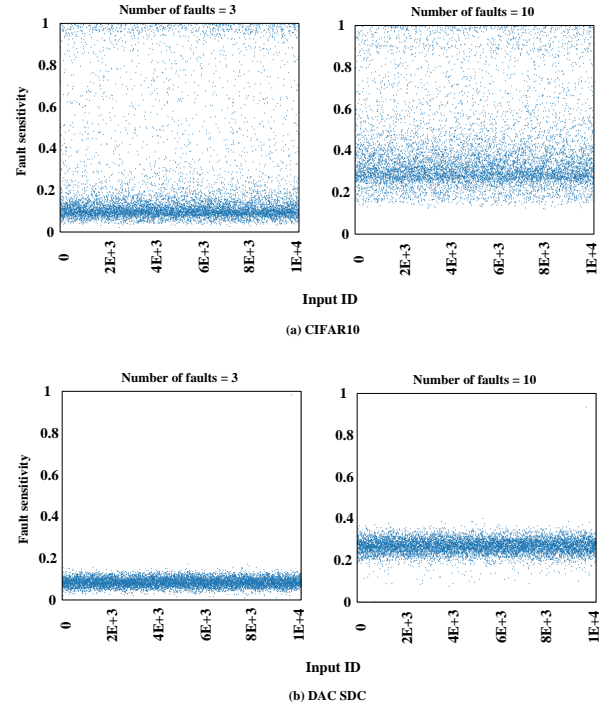 Number of faults = 3
Number of faults = 10
Fault sensitivity
1
0.8
0.6
0.4
0.2
0
0
2E+3
4E+3
6E+3
8E+3
1E+4
1
0.8
0.6
0.4
0.2
0
0
2E+3
4E+3
6E+3
8E+3
1E+4
Input ID
(a) CIFAR10
Number of faults = 3
Number of faults = 10
Fault sensitivity
1
0.8
0.6
0.4
0.2
0
0
2E+3
4E+3
6E+3
8E+3
1E+4
1
0.8
0.6
0.4
0.2
0
0
2E+3
4E+3
6E+3
8E+3
1E+4
Input ID
(b) DAC SDC